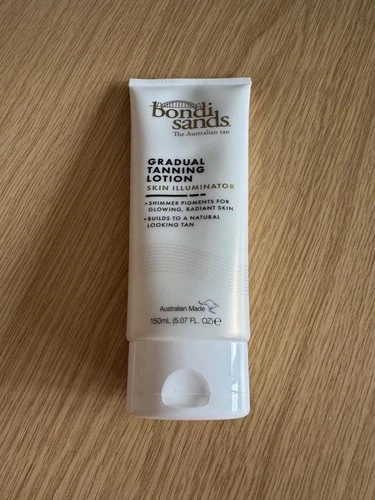 bondi
sands.
The Australian tan
GRADUAL
TANNING
LOTION
SKIN ILLUMINATOR
• SHIMMER PIGMENTS FOR
GLOWING, RADIANT SKIN
• BUILDS TO A NATURAL
LOOKING TAN
Australian Made
150mL (5.07 FL. OZ) ℮